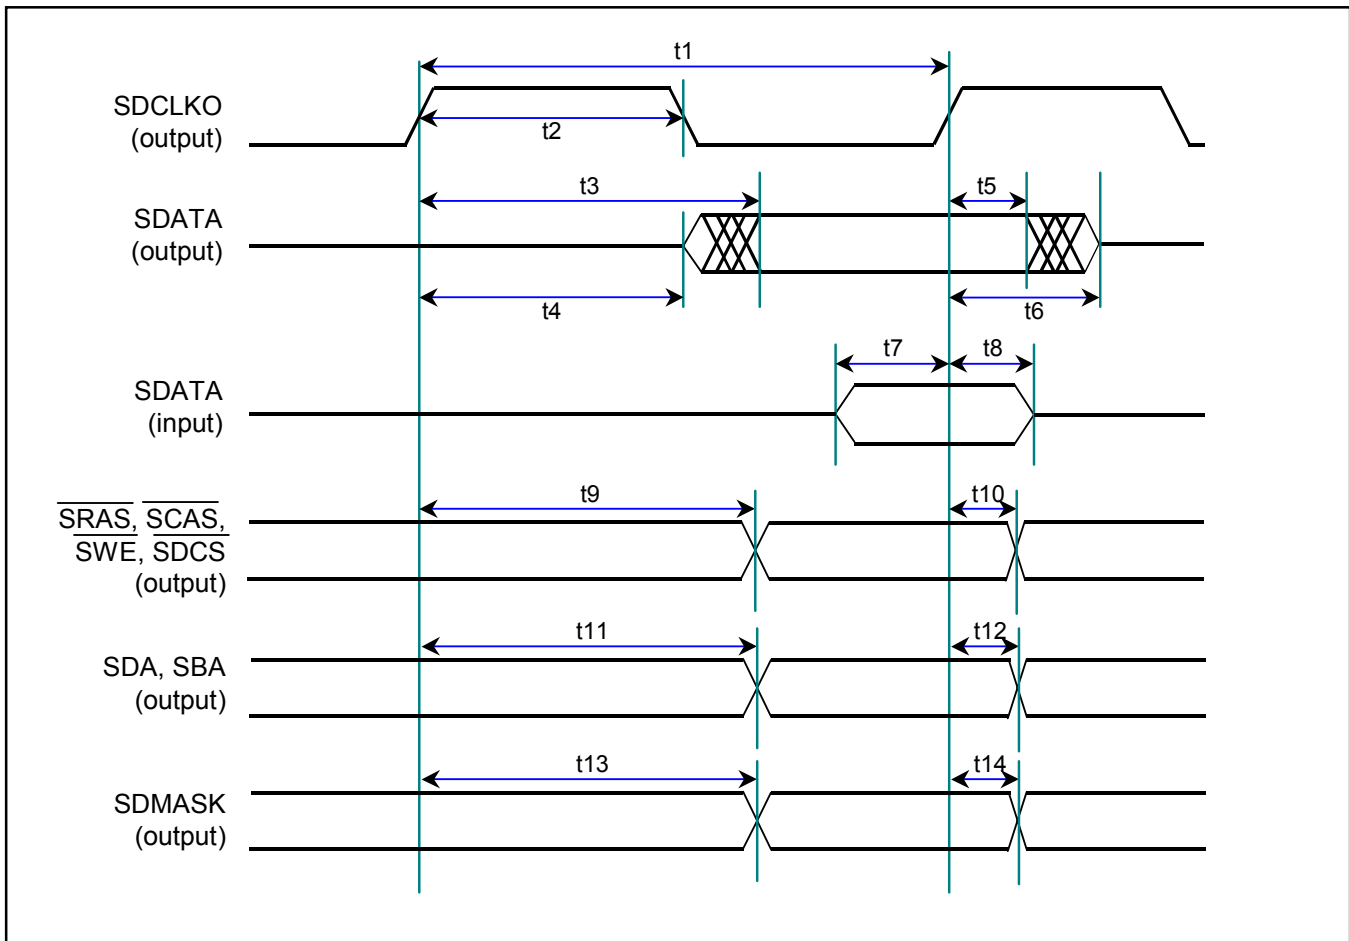 t1
SDCLKO
(output)
t2
t3
t5
SDATA
(output)
t4
t6
t7
t8
SDATA
(input)
t9
t10
SRAS, SCAS,
SWE, SDCS
(output)
t11
t12
SDA, SBA
(output)
t13
t14
SDMASK
(output)